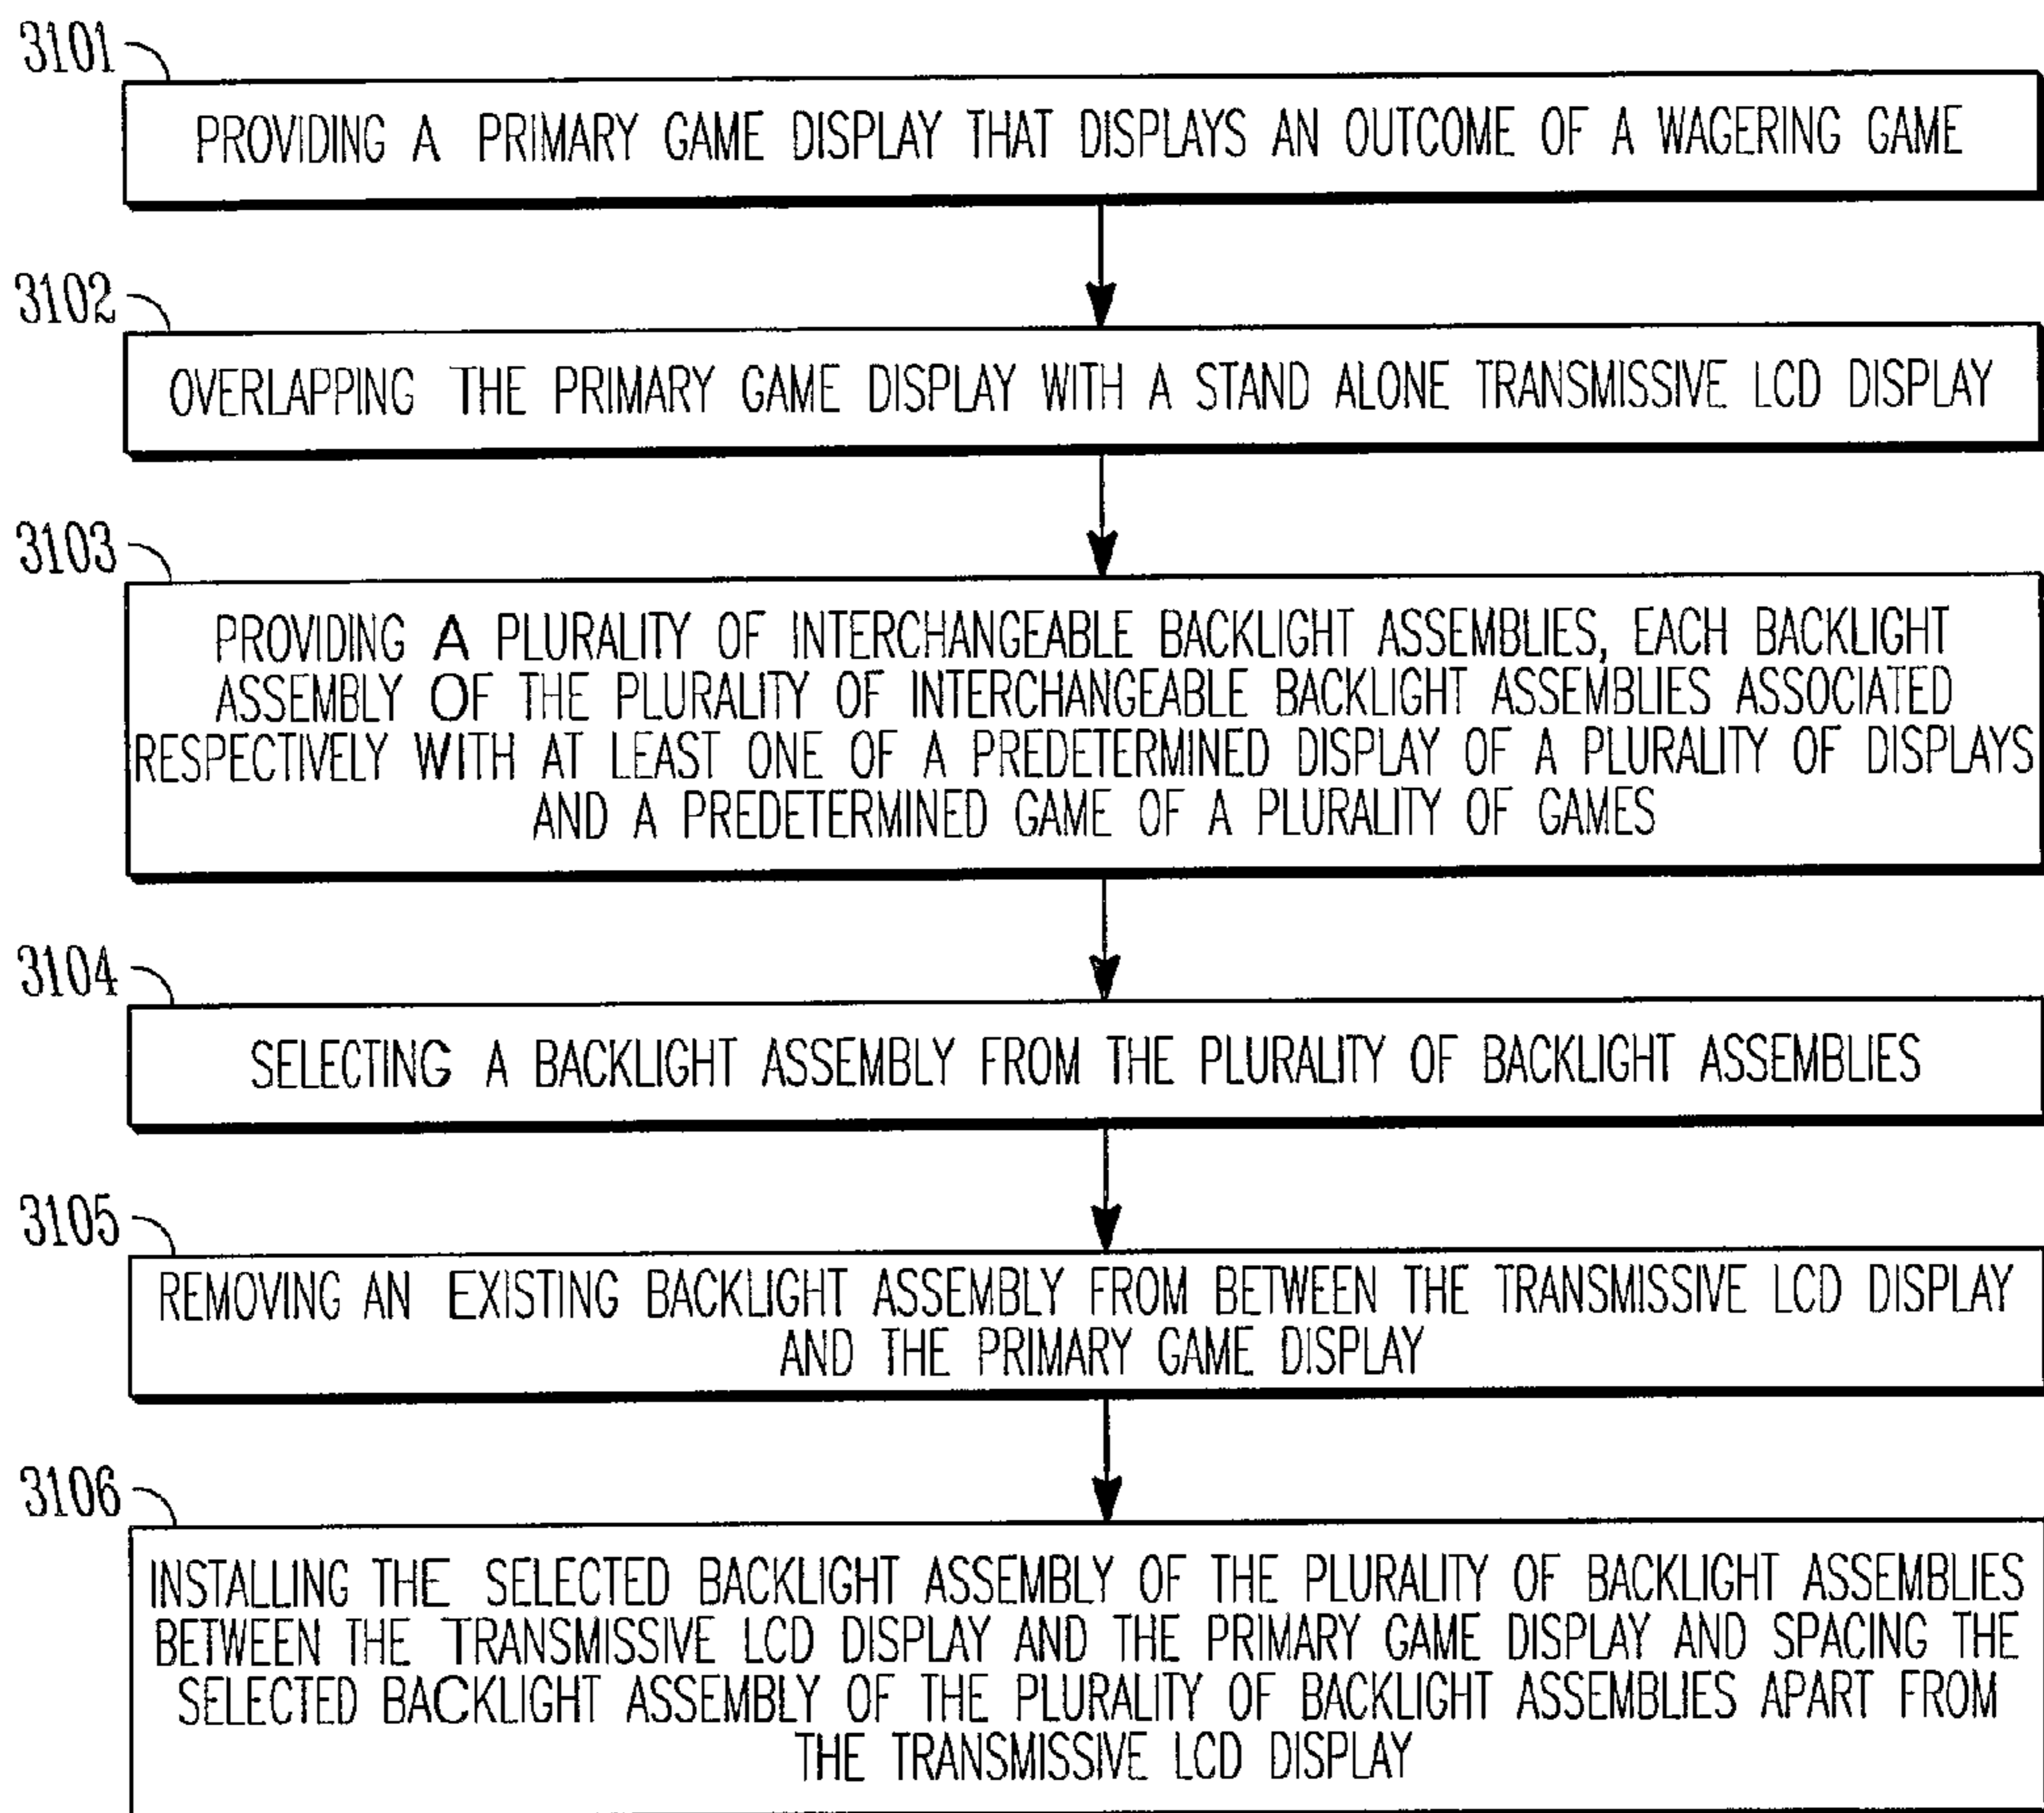 3101
PROVIDING A PRIMARY GAME DISPLAY THAT DISPLAYS AN OUTCOME OF A WAGERING GAME
3102
OVERLAPPING THE PRIMARY GAME DISPLAY WITH A STAND ALONE TRANSMISSIVE LCD DISPLAY
3103
PROVIDING A PLURALITY OF INTERCHANGEABLE BACKLIGHT ASSEMBLIES, EACH BACKLIGHT
ASSEMBLY OF THE PLURALITY OF INTERCHANGEABLE BACKLIGHT ASSEMBLIES ASSOCIATED
RESPECTIVELY WITH AT LEAST ONE OF A PREDETERMINED DISPLAY OF A PLURALITY OF DISPLAYS
AND A PREDETERMINED GAME OF A PLURALITY OF GAMES
3104
SELECTING A BACKLIGHT ASSEMBLY FROM THE PLURALITY OF BACKLIGHT ASSEMBLIES
3105
REMOVING AN EXISTING BACKLIGHT ASSEMBLY FROM BETWEEN THE TRANSMISSIVE LCD DISPLAY
AND THE PRIMARY GAME DISPLAY
3106
INSTALLING THE SELECTED BACKLIGHT ASSEMBLY OF THE PLURALITY OF BACKLIGHT ASSEMBLIES
BETWEEN THE TRANSMISSIVE LCD DISPLAY AND THE PRIMARY GAME DISPLAY AND SPACING THE
SELECTED BACKLIGHT ASSEMBLY OF THE PLURALITY OF BACKLIGHT ASSEMBLIES APART FROM
THE TRANSMISSIVE LCD DISPLAY